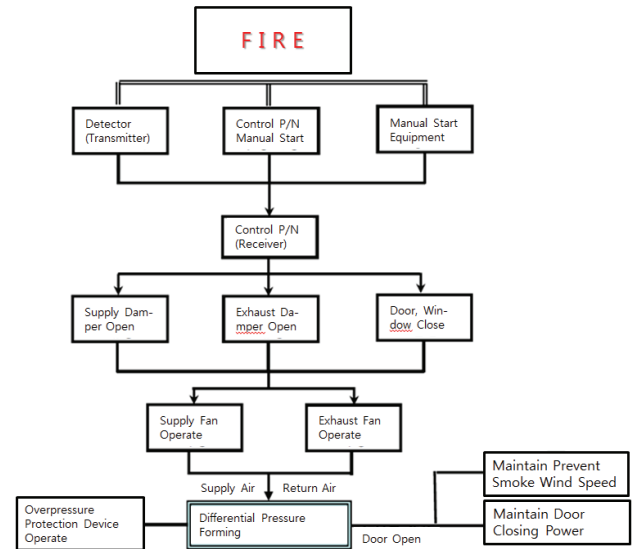 FIRE
Detector
(Transmitter)
Control P/N
Manual Start
Manual Start
Equipment
Control P/N
(Receiver)
Supply Dam-
per Open
Exhaust Da-
mper Open
Door, Win-
dow Close
Supply Fan
Operate
Exhaust Fan
Operate
Supply Air
Return Air
Maintain Prevent
Smoke Wind Speed
Overpressure
Protection Device
Operate
Differential Pressure
Forming
Door Open
Maintain Door
Closing Power